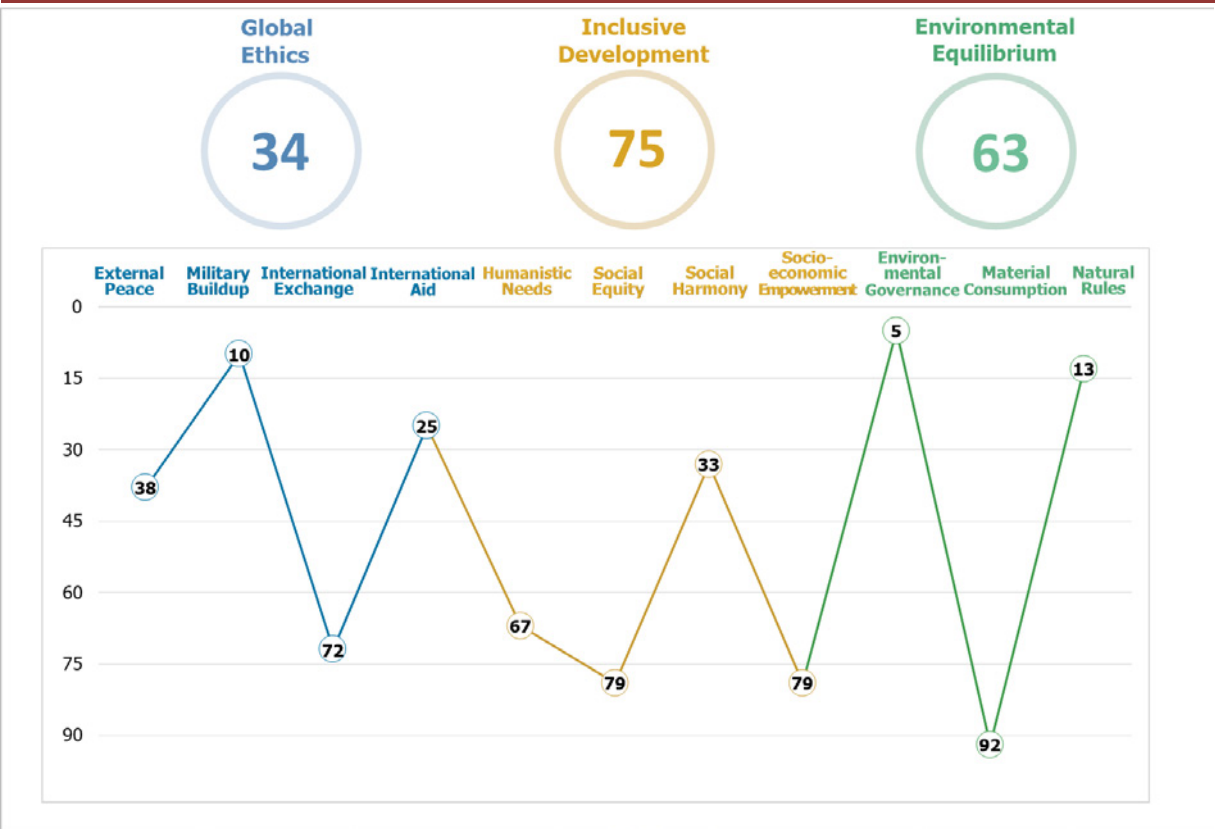 Global
Ethics
34
Inclusive
Development
75
Environmental
Equilibrium
63
External
Peace
Military
Buildup
International
Exchange
International
Aid
Humanistic
Needs
Social
Equity
Social
Harmony
Socio-
economic
Empowerment
Environ-
mental
Governance
Material
Consumption
Natural
Rules
0
15
30
45
60
75
90
38
10
72
25
67
79
33
79
5
92
13